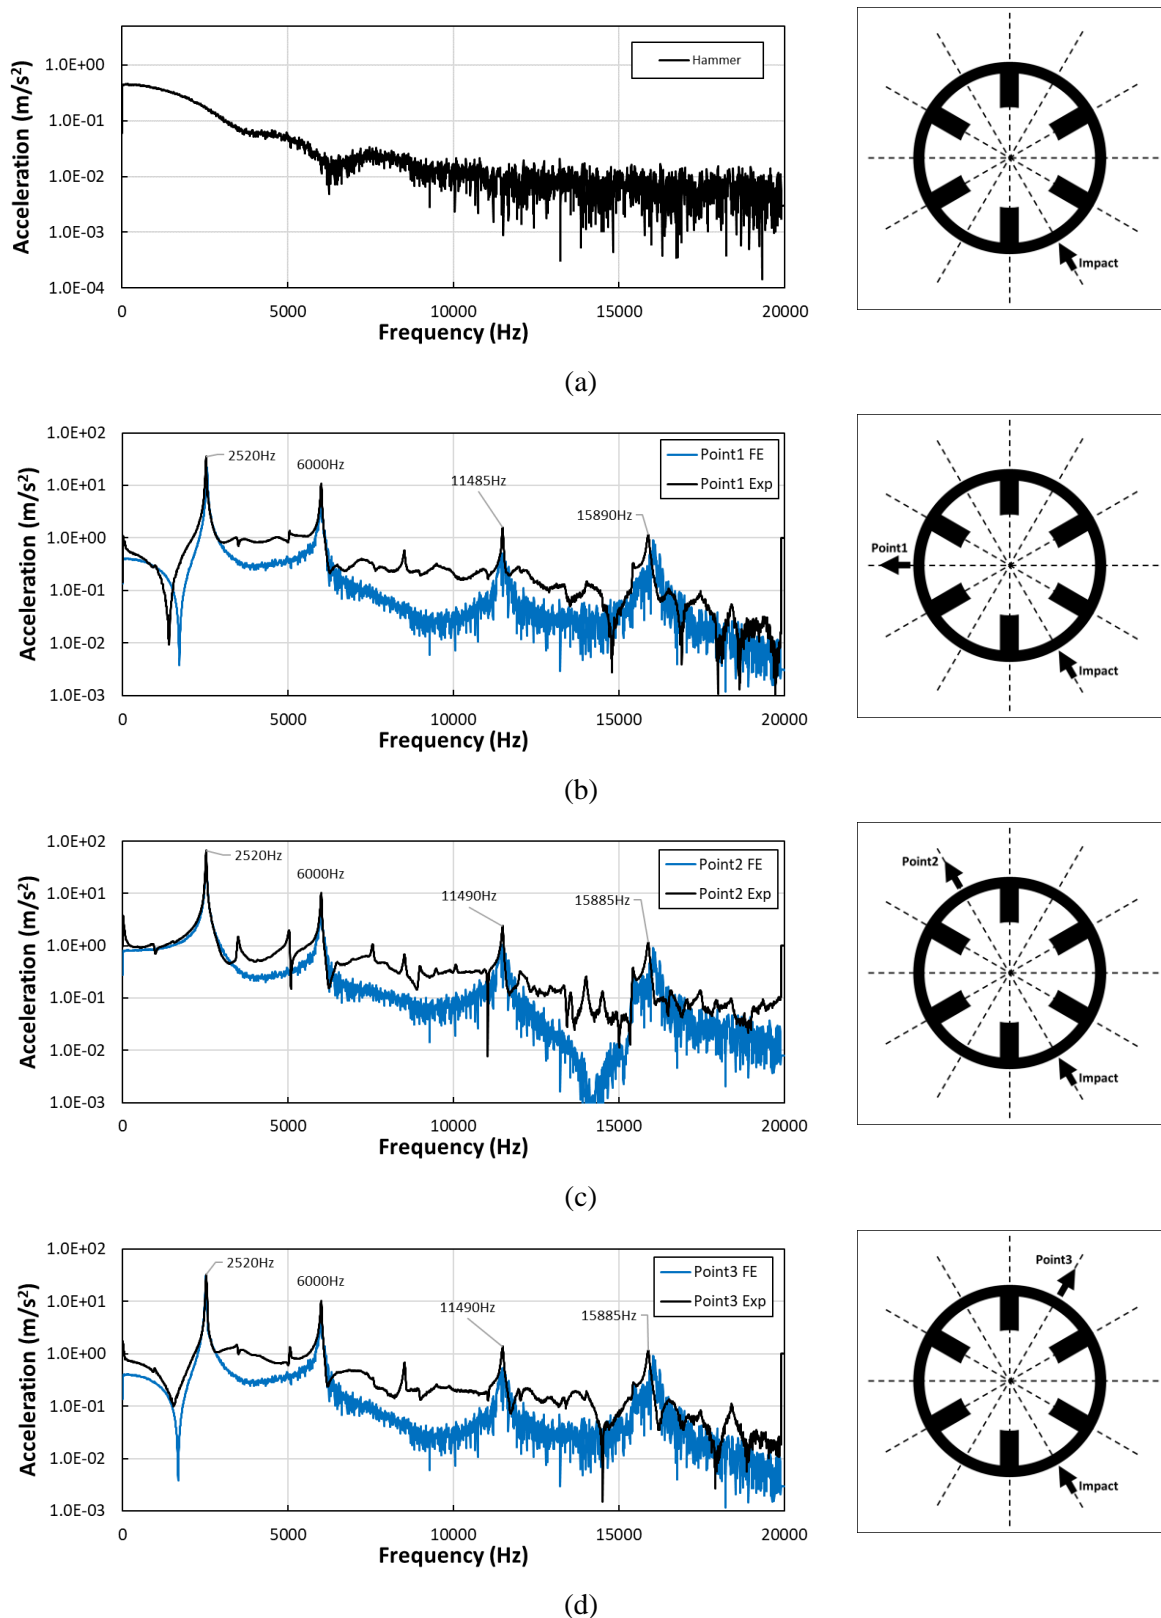 Acceleration (m/s²)
1.0E+00
1.0E-01
1.0E-02
1.0E-03
1.0E-04
Hammer
0 5000 10000 15000 20000
Frequency (Hz)
Impact
(a)
Acceleration (m/s²)
1.0E+02
1.0E+01
1.0E+00
1.0E-01
1.0E-02
1.0E-03
2520Hz
6000Hz
11485Hz
15890Hz
Point1 FE
Point1 Exp
0 5000 10000 15000 20000
Frequency (Hz)
Point1
Impact
(b)
Acceleration (m/s²)
1.0E+02
1.0E+01
1.0E+00
1.0E-01
1.0E-02
1.0E-03
2520Hz
6000Hz
11490Hz
15885Hz
Point2 FE
Point2 Exp
0 5000 10000 15000 20000
Frequency (Hz)
Point2
Impact
(c)
Acceleration (m/s²)
1.0E+02
1.0E+01
1.0E+00
1.0E-01
1.0E-02
1.0E-03
2520Hz
6000Hz
11490Hz
15885Hz
Point3 FE
Point3 Exp
0 5000 10000 15000 20000
Frequency (Hz)
Point3
Impact
(d)